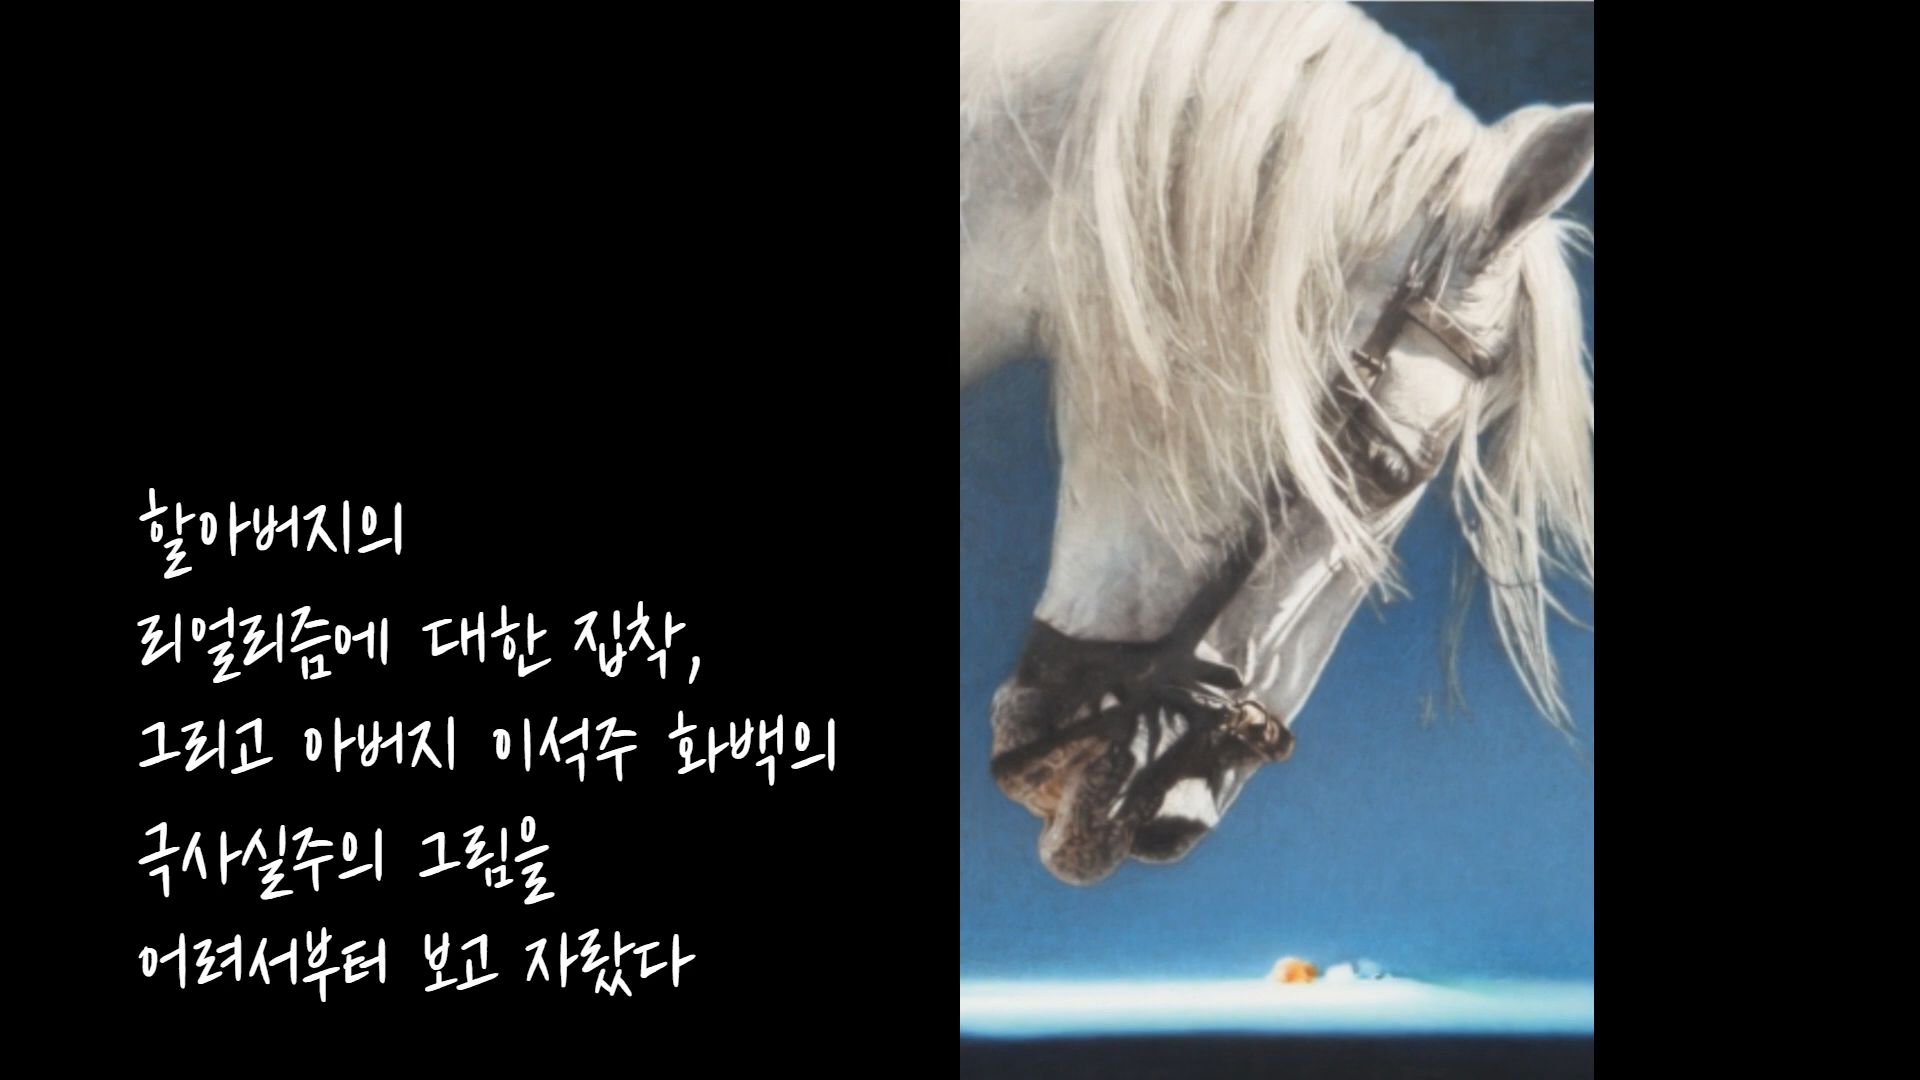 할아버지의
리얼리즘에 대한 집착,
그리고 아버지 이석주 화백의
극사실주의 그림을
어려서부터 보고 자랐다